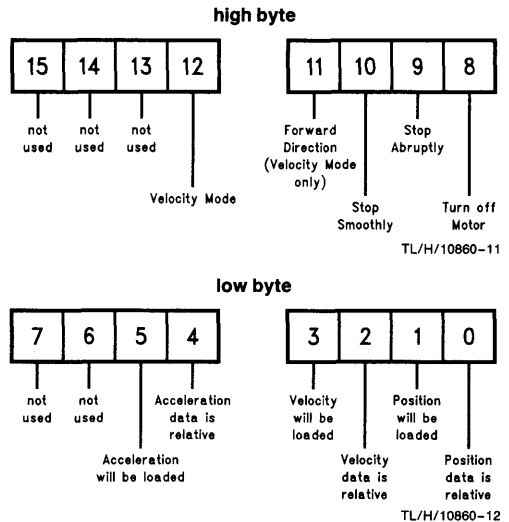 high byte
15 14 13 12 11 10 9 8
not used
not used
not used
Velocity Mode
Forward Direction (Velocity Mode only)
Stop Smoothly
Stop Abruptly
Turn off Motor
TL/H/10860-11
low byte
7 6 5 4 3 2 1 0
not used
not used
Acceleration will be loaded
Acceleration data is relative
Velocity will be loaded
Velocity data is relative
Position will be loaded
Position data is relative
TL/H/10860-12